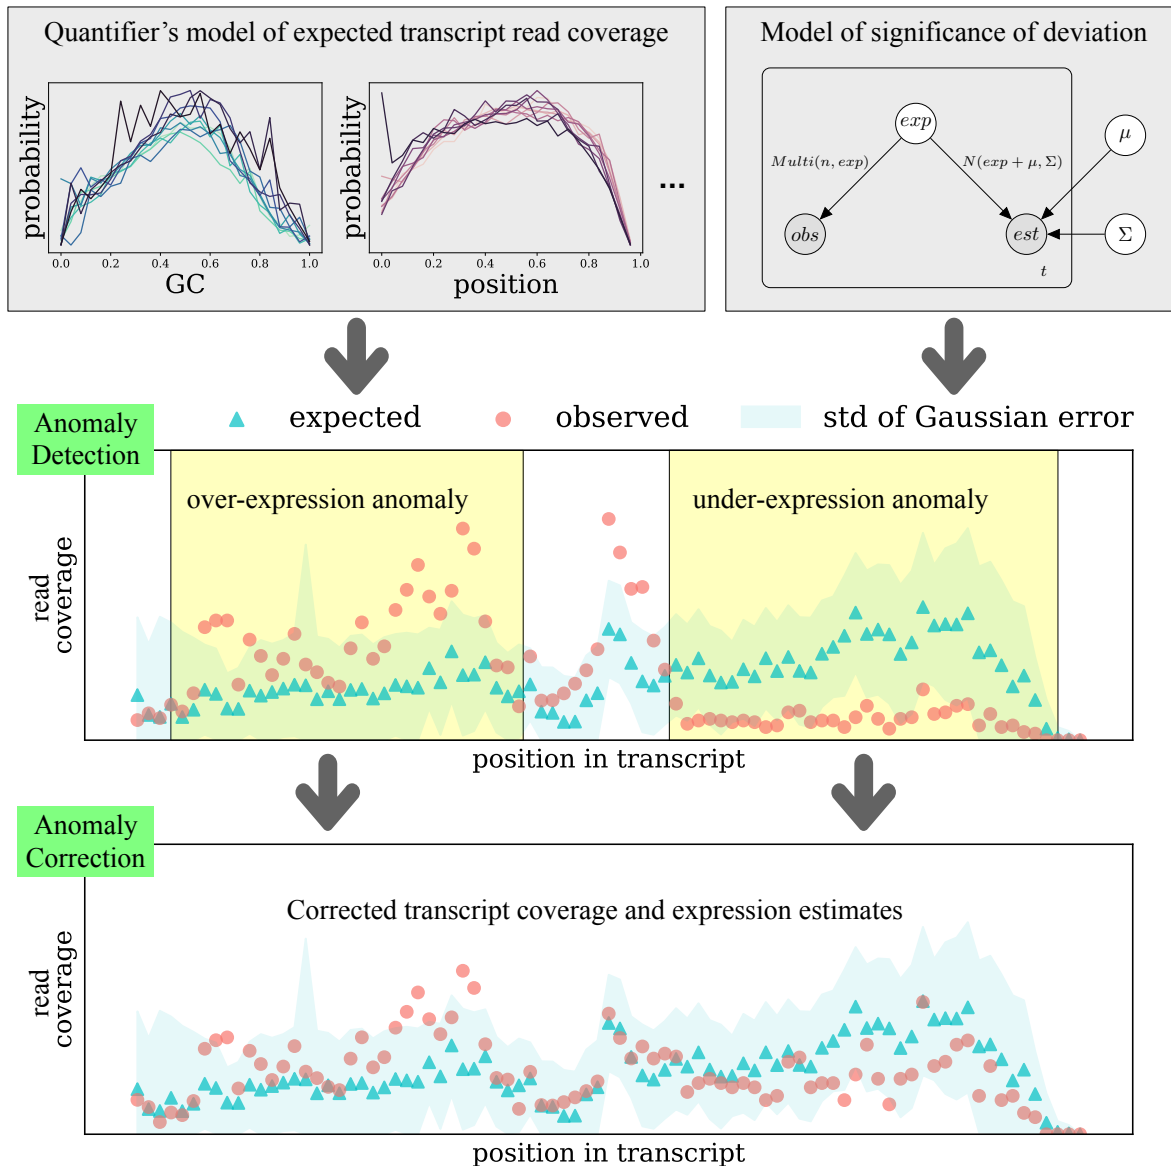 Quantifier's model of expected transcript read coverage
probability
0.0 0.2 0.4 0.6 0.8 1.0
GC
probability
0.0 0.2 0.4 0.6 0.8 1.0
position
...
Model of significance of deviation
exp
μ
Multi(n, exp)
N(exp + μ, Σ)
obs
est
Σ
t
Anomaly
Detection
expected
observed
std of Gaussian error
over-expression anomaly
under-expression anomaly
read
coverage
position in transcript
Anomaly
Correction
Corrected transcript coverage and expression estimates
read
coverage
position in transcript